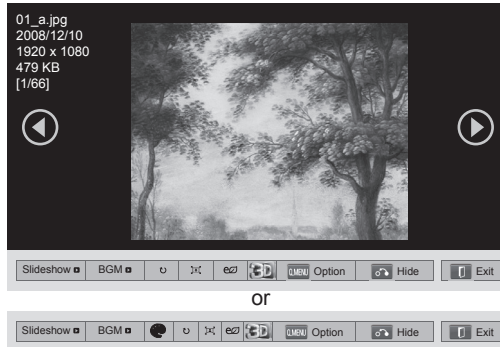 01_a.jpg
2008/12/10
1920 x 1080
479 KB
[1/66]
Slideshow BGM 3D Q.MENU Option Hide Exit
or
Slideshow BGM 3D Q.MENU Option Hide Exit